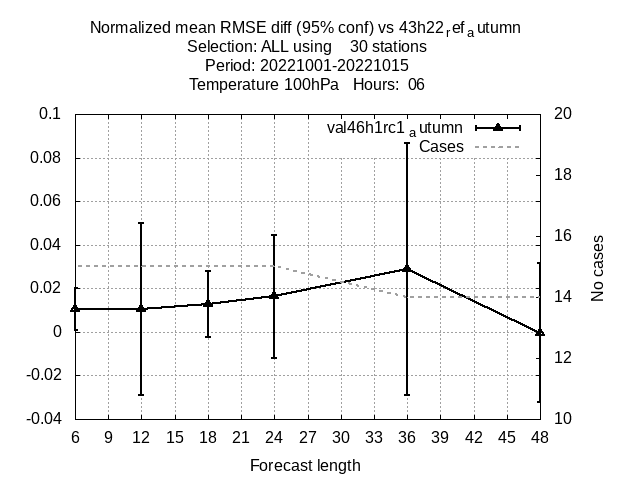 Normalized mean RMSE diff (95% conf) vs 43h22refautumn
Selection: ALL using 30 stations
Period: 20221001-20221015
Temperature 100hPa Hours: 06
val46h1rc1autumn
Cases
0.1
0.08
0.06
0.04
0.02
0
-0.02
-0.04
20
18
16
14
12
10
No cases
6 9 12 15 18 21 24 27 30 33 36 39 42 45 48
Forecast length